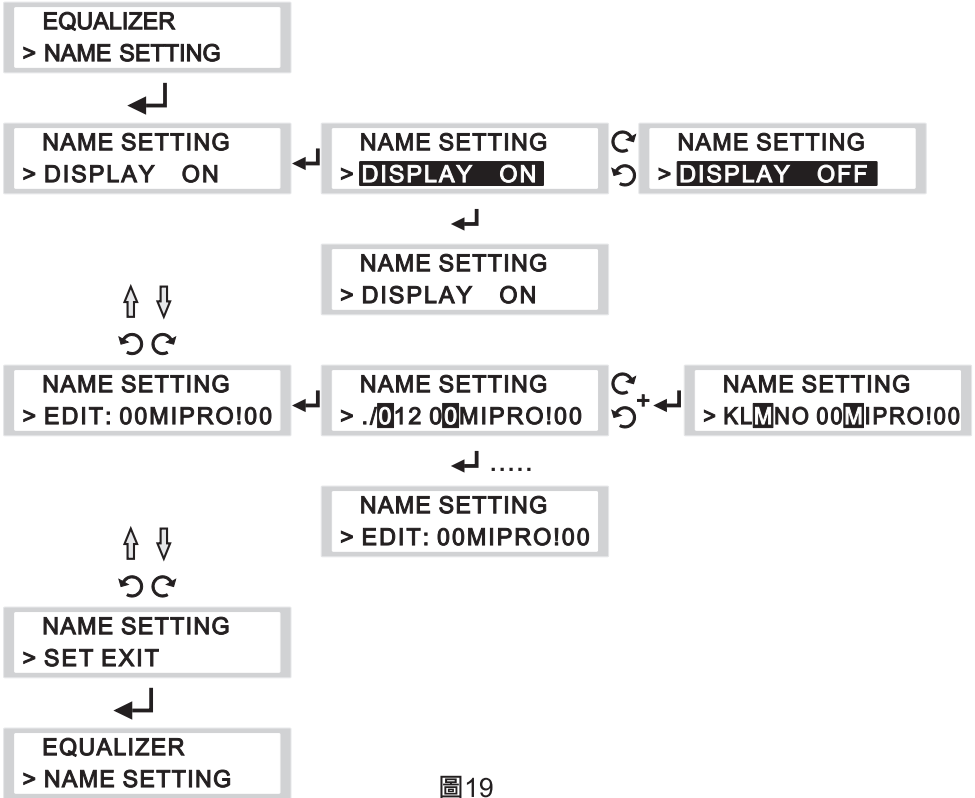 EQUALIZER
> NAME SETTING
NAME SETTING
> DISPLAY ON
NAME SETTING
> DISPLAY ON
NAME SETTING
> DISPLAY OFF
NAME SETTING
> DISPLAY ON
NAME SETTING
> EDIT: 00MIPRO!00
NAME SETTING
> ./012 00MIPRO!00
+
NAME SETTING
> KLMNO 00MIPRO!00
.....
NAME SETTING
> EDIT: 00MIPRO!00
NAME SETTING
> SET EXIT
EQUALIZER
> NAME SETTING
圖19